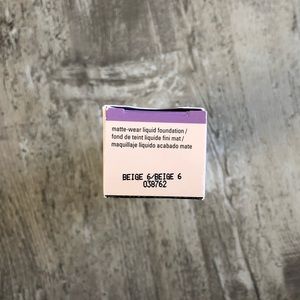 matte-wear liquid foundation /
fond de teint liquide fini mat /
maquillaje líquido acabado mate
BEIGE 6/BEIGE 6
038762